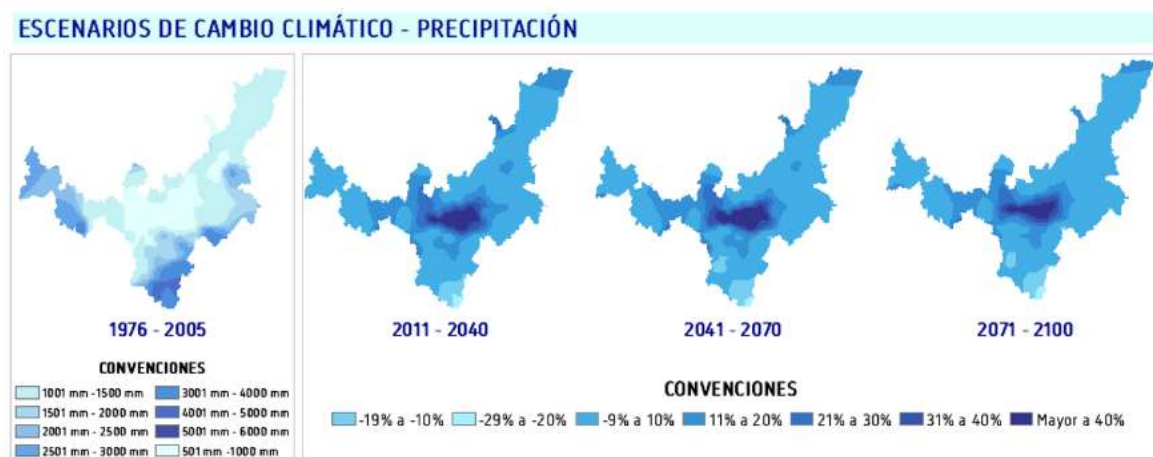 ESCENARIOS DE CAMBIO CLIMÁTICO - PRECIPITACIÓN
1976 - 2005
2011 - 2040
2041 - 2070
2071 - 2100
CONVENCIONES
1001 mm -1500 mm
3001 mm - 4000 mm
1501 mm - 2000 mm
4001 mm - 5000 mm
2001 mm - 2500 mm
5001 mm - 6000 mm
2501 mm - 3000 mm
501 mm -1000 mm
CONVENCIONES
-19% a -10%
-29% a -20%
-9% a 10%
11% a 20%
21% a 30%
31% a 40%
Mayor a 40%